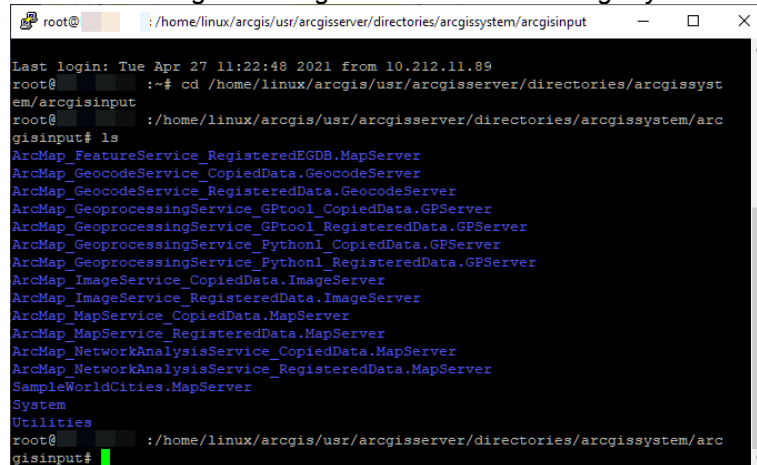 root@ : /home/linux/arcgis/usr/arcgisserver/directories/arcgissystem/arcgisinput
Last login: Tue Apr 27 11:22:48 2021 from 10.212.11.89
root@ :~# cd /home/linux/arcgis/usr/arcgisserver/directories/arcgissyst
em/arcgisinput
root@ :/home/linux/arcgis/usr/arcgisserver/directories/arcgissystem/arc
gisinput# ls
ArcMap_FeatureService_RegisteredEGDB.MapServer
ArcMap_GeocodeService_CopiedData.GeocodeServer
ArcMap_GeocodeService_RegisteredData.GeocodeServer
ArcMap_GeoprocessingService_GPtool_CopiedData.GPServer
ArcMap_GeoprocessingService_GPtool_RegisteredData.GPServer
ArcMap_GeoprocessingService_Python1_CopiedData.GPServer
ArcMap_GeoprocessingService_Python1_RegisteredData.GPServer
ArcMap_ImageService_CopiedData.ImageServer
ArcMap_ImageService_RegisteredData.ImageServer
ArcMap_MapService_CopiedData.MapServer
ArcMap_MapService_RegisteredData.MapServer
ArcMap_NetworkAnalysisService_CopiedData.MapServer
ArcMap_NetworkAnalysisService_RegisteredData.MapServer
SampleWorldCities.MapServer
System
Utilities
root@ :/home/linux/arcgis/usr/arcgisserver/directories/arcgissystem/arc
gisinput#